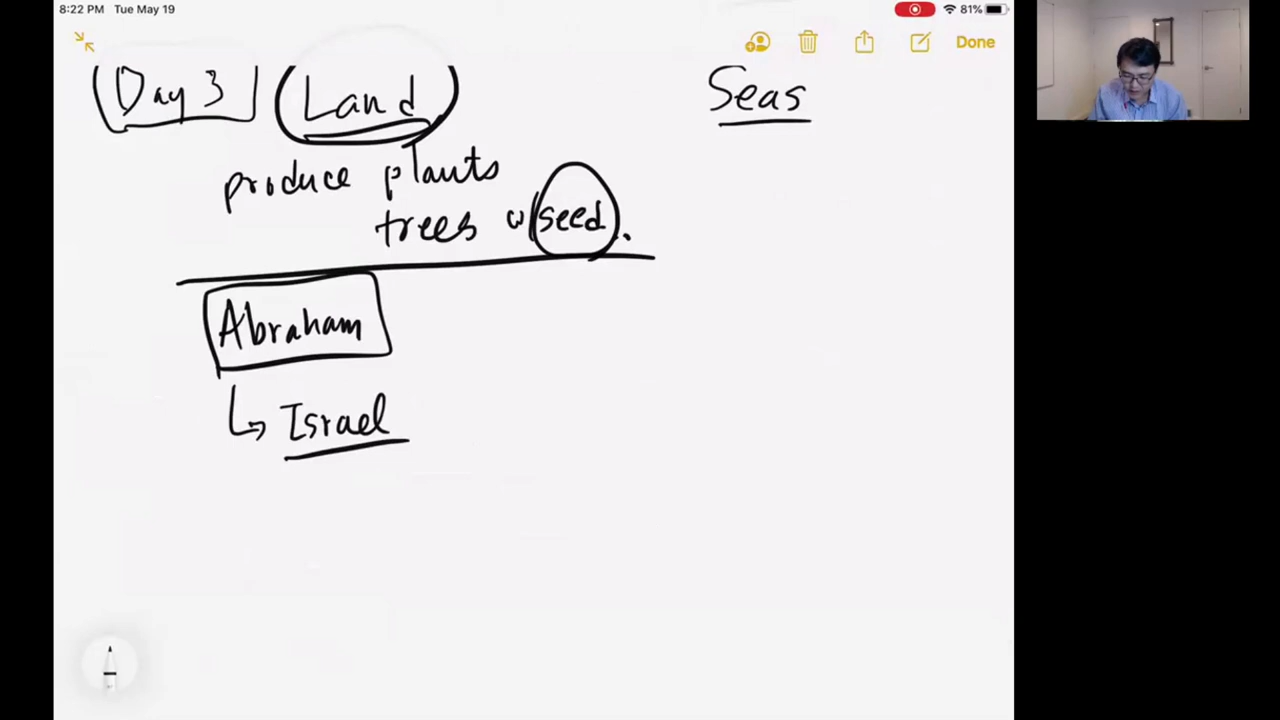 8:22 PM Tue May 19 81%
Done
Day 3 Land Seas
produce plants
trees w/ seed.
Abraham
↳ Israel